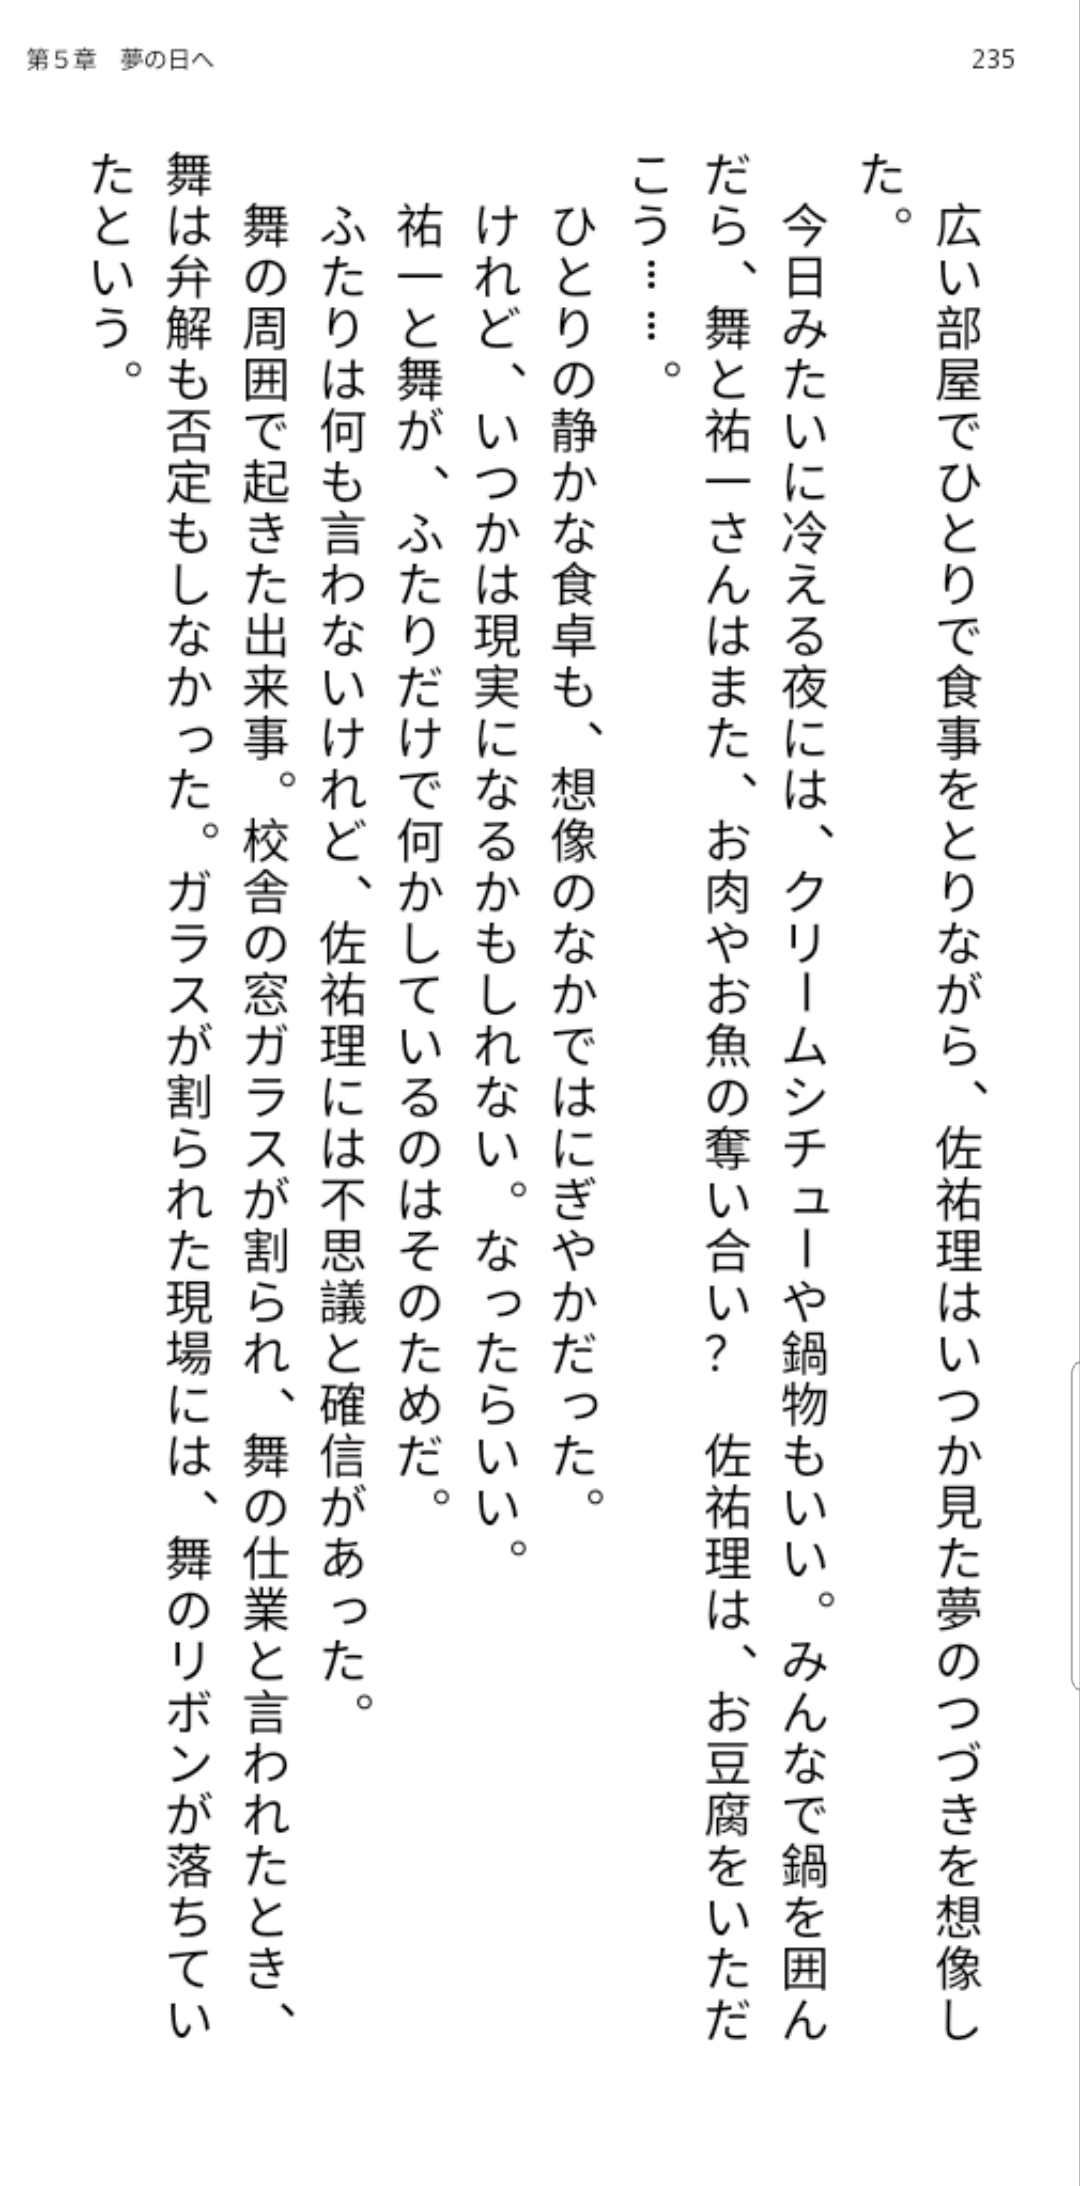 第5章 夢の日へ
235
広い部屋でひとりで食事をとりながら、佐祐理はいつか見た夢のつづきを想像し
た。
今日みたいに冷える夜には、クリームシチューや鍋物もいい。みんなで鍋を囲ん
だら、舞と祐一さんはまた、お肉やお魚の奪い合い？ 佐祐理は、お豆腐をいただ
こう……。
ひとりの静かな食卓も、想像のなかではにぎやかだった。
けれど、いつかは現実になるかもしれない。なったらいい。
祐一と舞が、ふたりだけで何かしているのはそのためだ。
ふたりは何も言わないけれど、佐祐理には不思議と確信があった。
舞の周囲で起きた出来事。校舎の窓ガラスが割られ、舞の仕業と言われたとき、
舞は弁解も否定もしなかった。ガラスが割られた現場には、舞のリボンが落ちてい
たという。